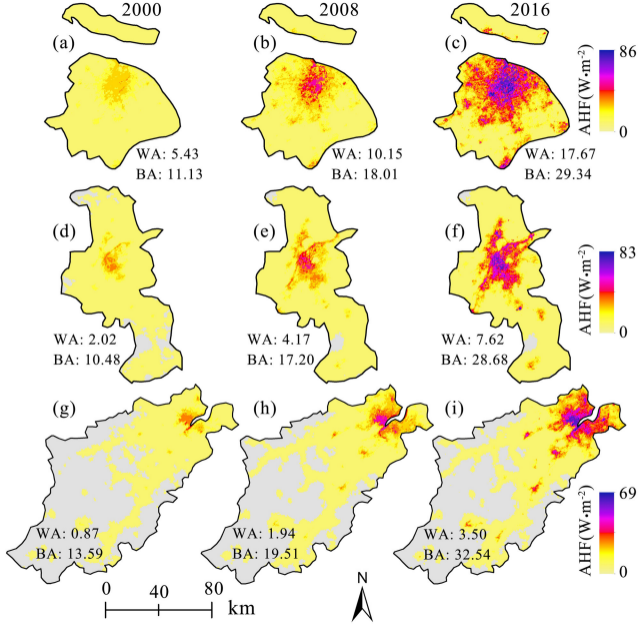 2000 2008 2016
(a) (b) (c)
86
AHF(W·m-2)
0
WA: 5.43 WA: 10.15 WA: 17.67
BA: 11.13 BA: 18.01 BA: 29.34
(d) (e) (f)
83
AHF(W·m-2)
0
WA: 2.02 WA: 4.17 WA: 7.62
BA: 10.48 BA: 17.20 BA: 28.68
(g) (h) (i)
69
AHF(W·m-2)
0
WA: 0.87 WA: 1.94 WA: 3.50
BA: 13.59 BA: 19.51 BA: 32.54
0 40 80
km
N